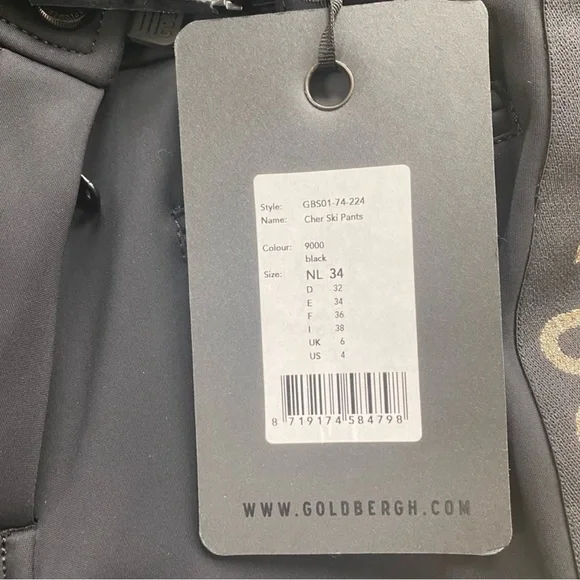 Style: GBS01-74-224
Name: Cher Ski Pants
Colour: 9000
black
Size: NL 34
D 32
E 34
F 36
I 38
UK 6
US 4
8 719174 584798
WWW.GOLDBERGH.COM